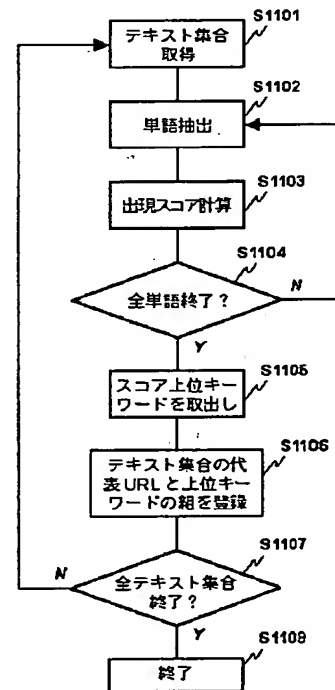 S1101
テキスト集合
取得
S1102
単語抽出
S1103
出現スコア計算
S1104
全単語終了？
N
Y
S1105
スコア上位キー
ワードを取出し
S1106
テキスト集合の代
表URLと上位キー
ワードの組を登録
S1107
全テキスト集合
終了？
N
Y
S1109
終了